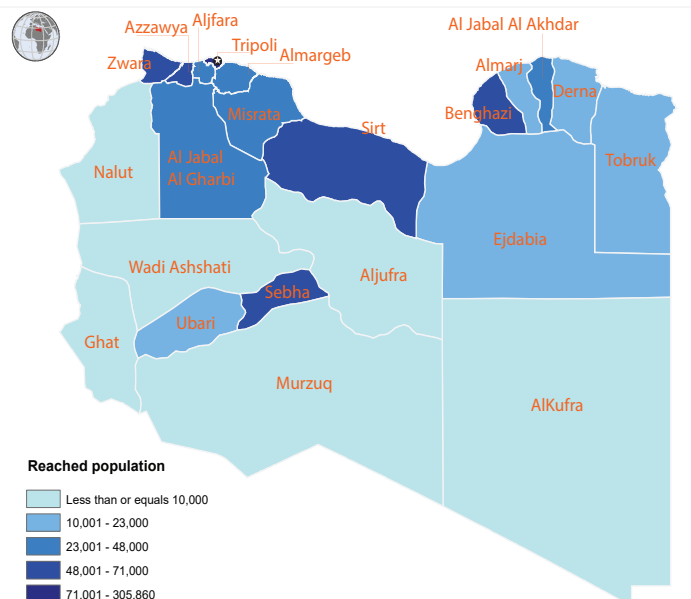 Azzawya
Aljfara
Tripoli
Almargeb
Zwara
Misrata
Sirt
Al Jabal Al Akhdar
Almarj
Derna
Benghazi
Tobruk
Nalut
Al Jabal
Al Gharbi
Ejdabia
Wadi Ashshati
Aljufra
Sebha
Ubari
Ghat
Murzuq
AlKufra
Reached population
Less than or equals 10,000
10,001 - 23,000
23,001 - 48,000
48,001 - 71,000
71,001 - 305,860